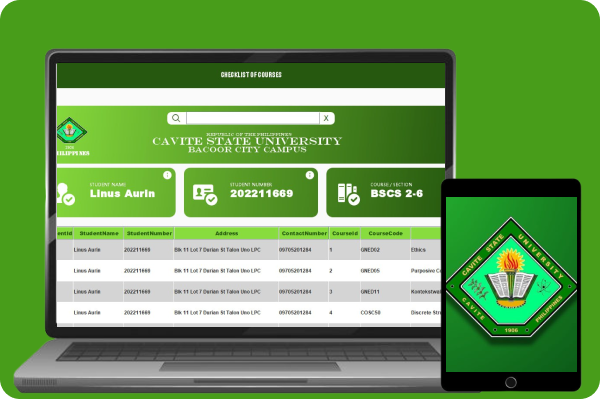 CHECKLIST OF COURSES
X
REPUBLIC OF THE PHILIPPINES
CAVITE STATE UNIVERSITY
BACOOR CITY CAMPUS
1906
STUDENT NAME
Linus Aurin
STUDENT NUMBER
202211669
COURSE / SECTION
BSCS 2-6
entId StudentName StudentNumber Address ContactNumber CourseId CourseCode
Linus Aurin 202211669 Blk 11 Lot 7 Durian St Talon Uno LPC 09705201284 1 GNED02 Ethics
Linus Aurin 202211669 Blk 11 Lot 7 Durian St Talon Uno LPC 09705201284 2 GNED05 Purposive Co
Linus Aurin 202211669 Blk 11 Lot 7 Durian St Talon Uno LPC 09705201284 3 GNED11 Kontekstwal
Linus Aurin 202211669 Blk 11 Lot 7 Durian St Talon Uno LPC 09705201284 4 COSC50 Discrete Stru
CAVITE STATE UNIVERSITY
CAVITE PHILIPPINES
1906